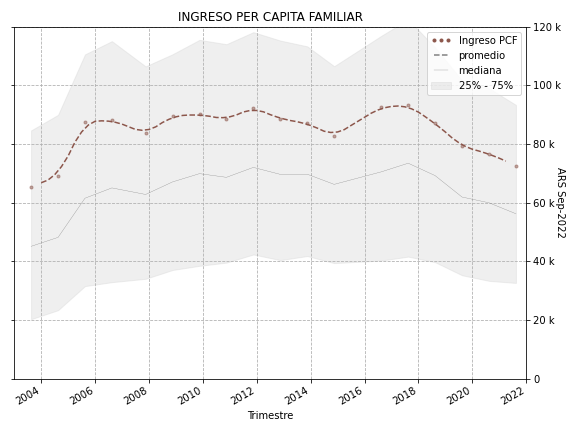 INGRESO PER CAPITA FAMILIAR
Ingreso PCF
promedio
mediana
25% - 75%
120 k
100 k
80 k
60 k
40 k
20 k
0
ARS Sep-2022
2004 2006 2008 2010 2012 2014 2016 2018 2020 2022
Trimestre